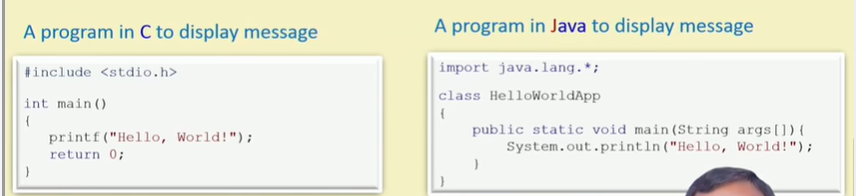 A program in C to display message
#include <stdio.h>
int main()
{
printf("Hello, World!");
return 0;
}
A program in Java to display message
import java.lang.*;
class HelloWorldApp
{
public static void main(String args[]){
System.out.println("Hello, World!");
}
}